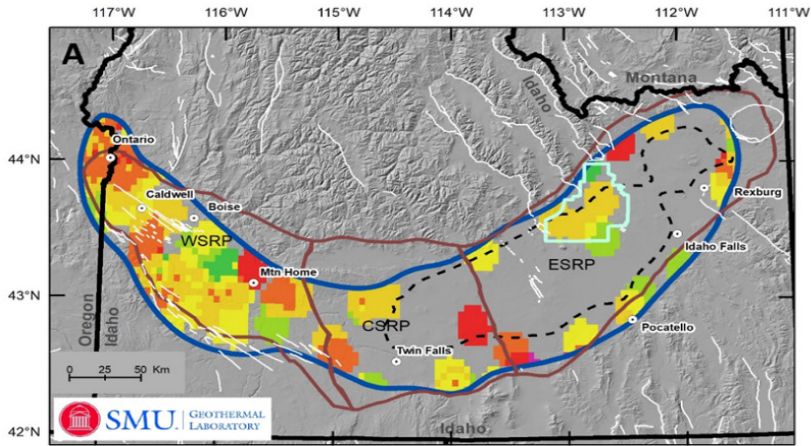 117°W
116°W
115°W
114°W
113°W
112°W
111°W
A
Montana
Idaho
Ontario
44°N
Caldwell
Boise
Rexburg
WSRP
Idaho Falls
ESRP
Mtn Home
43°N
CSRP
Pocatello
Oregon
Idaho
Twin Falls
0 25 50 Km
SMU. GEOTHERMAL
LABORATORY
42°N
Idaho